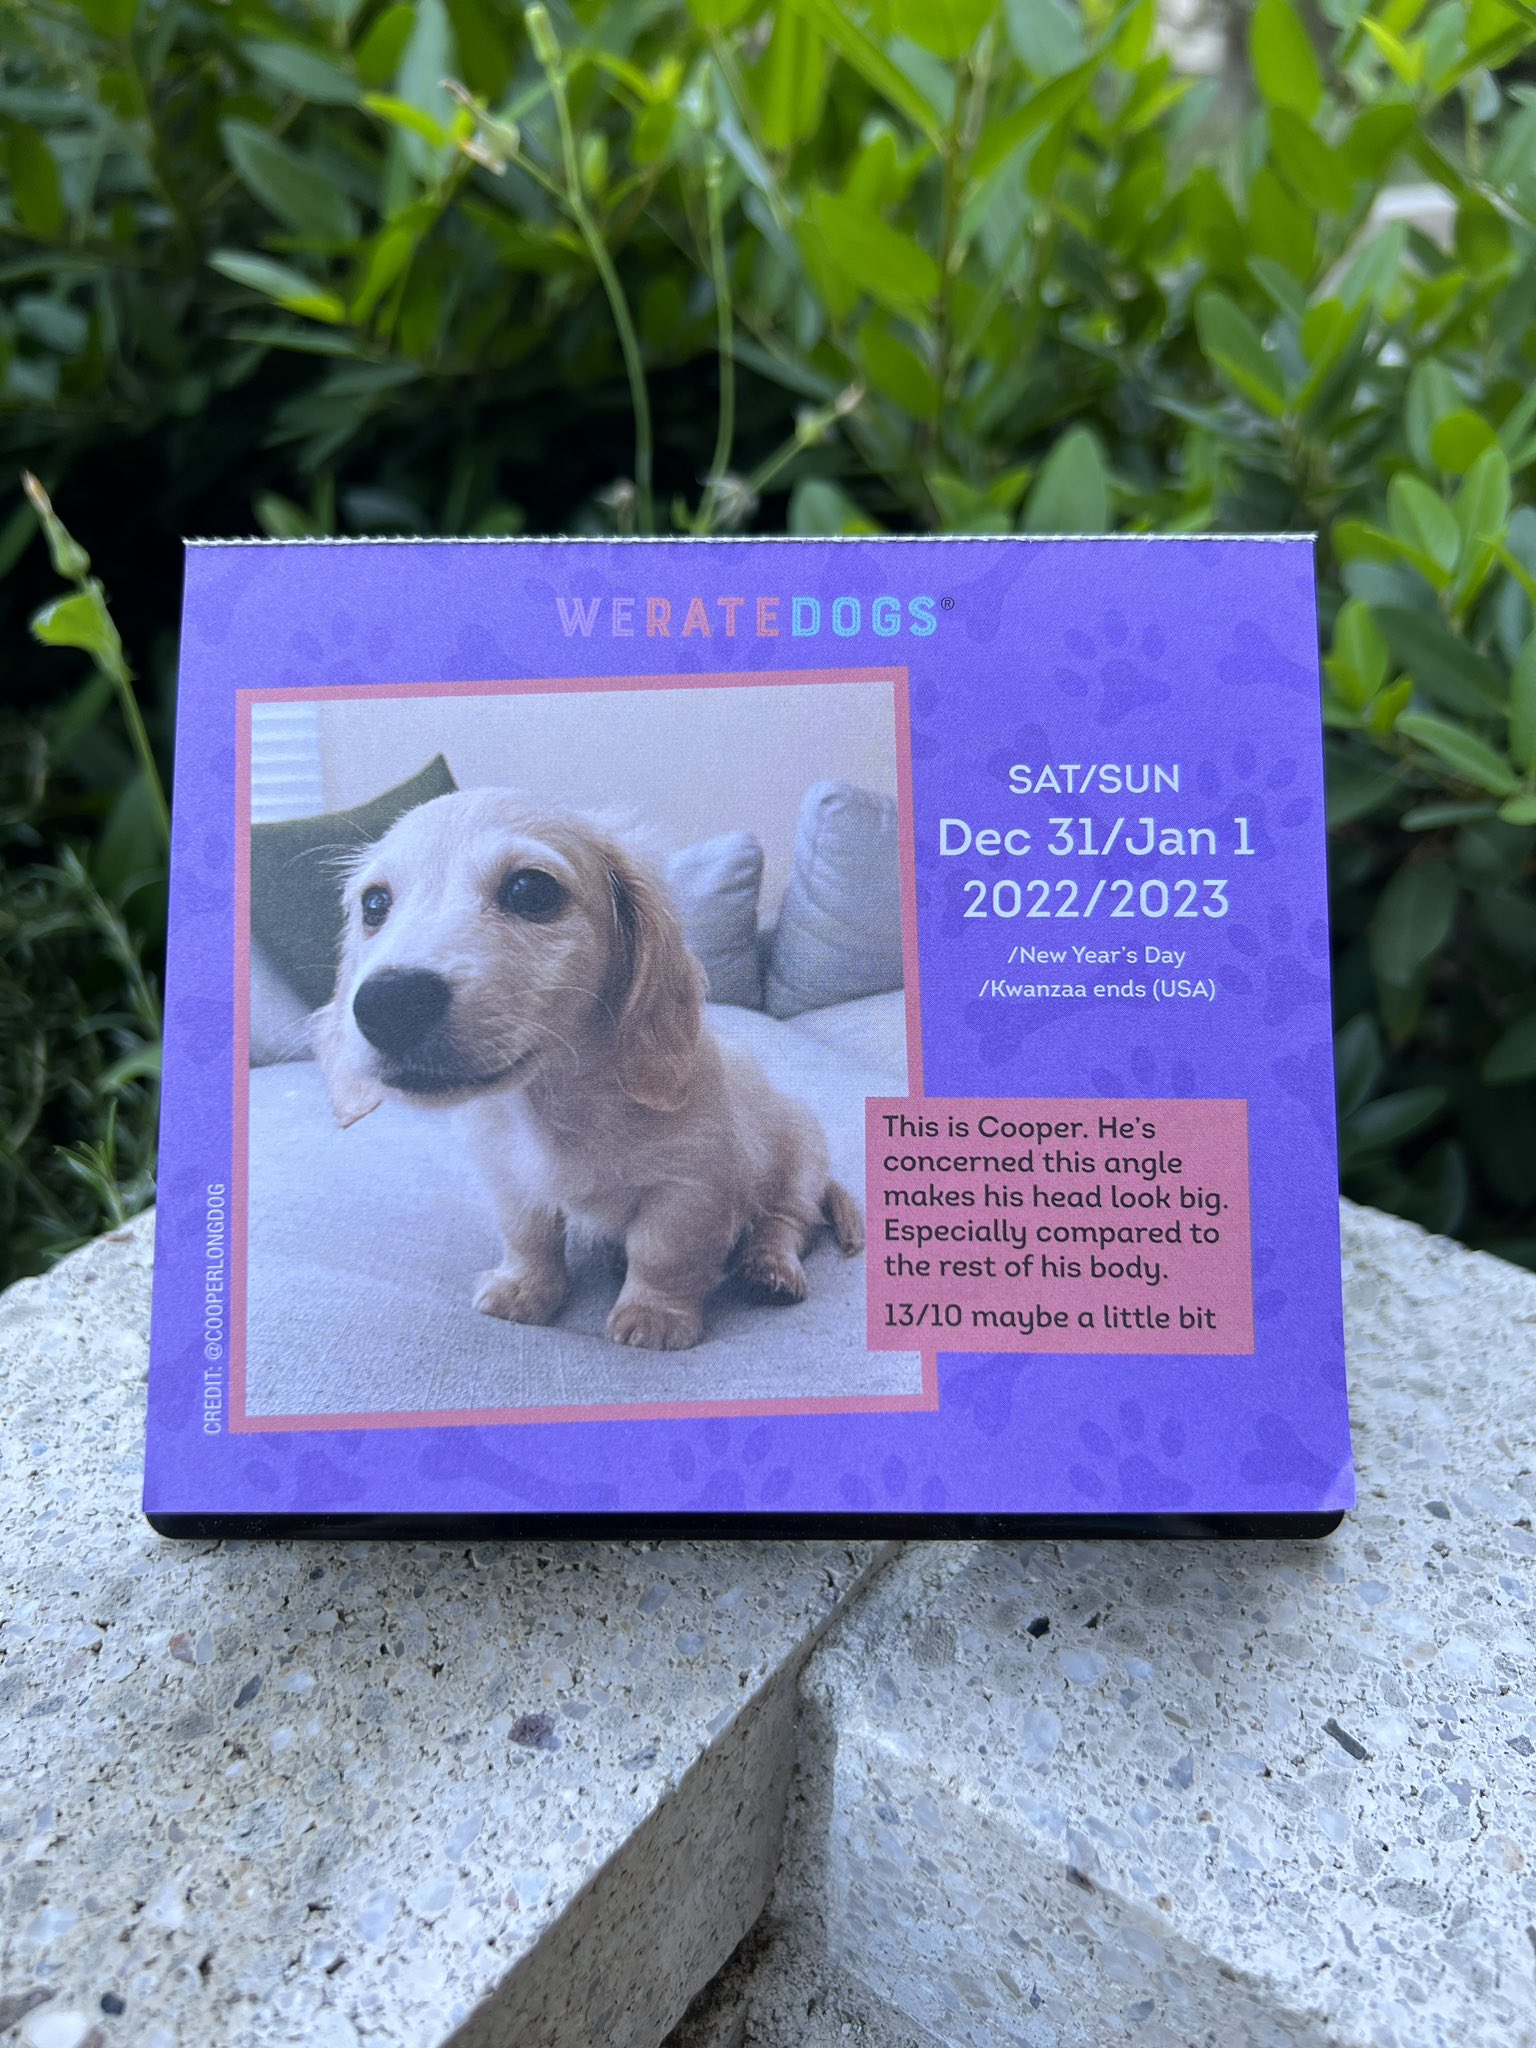 WERATEDOGS®
SAT/SUN
Dec 31/Jan 1
2022/2023
/New Year's Day
/Kwanzaa ends (USA)
This is Cooper. He's
concerned this angle
makes his head look big.
Especially compared to
the rest of his body.
13/10 maybe a little bit
CREDIT: @COOPERLONGDOG